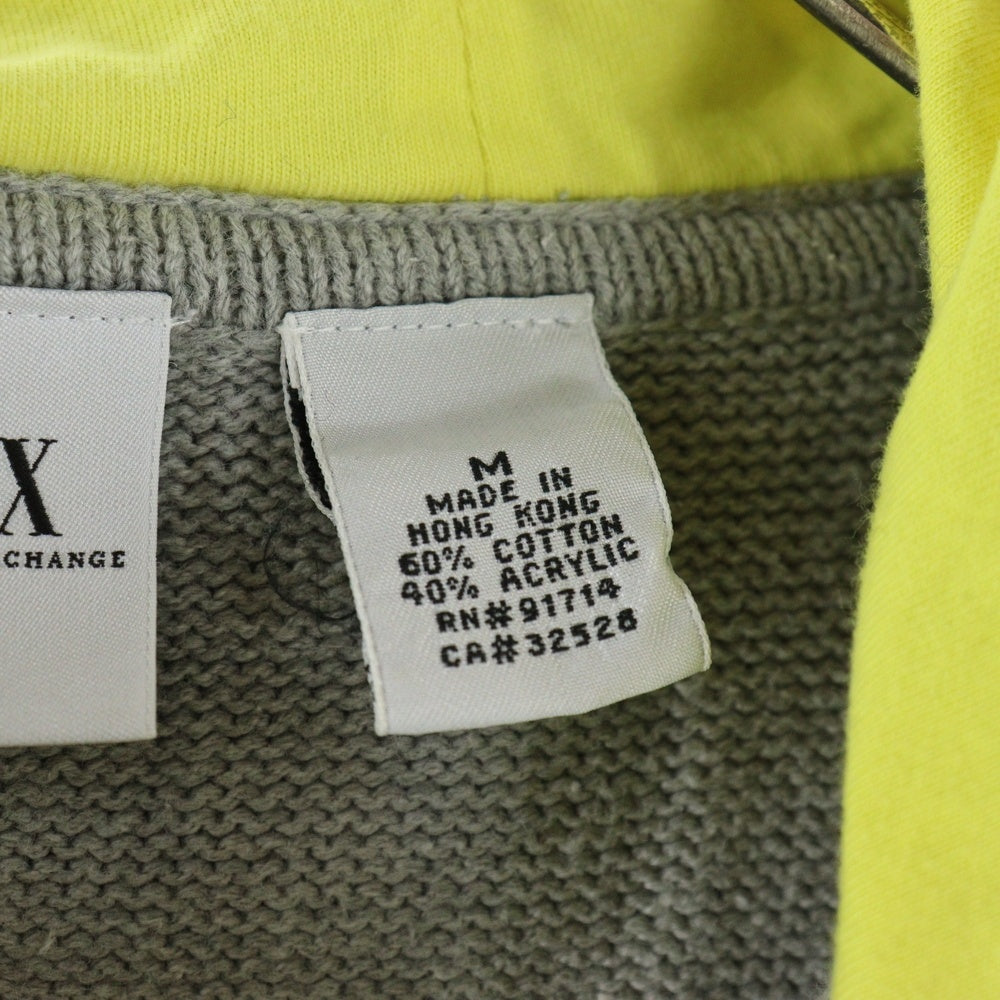 X
CHANGE
M
MADE IN
HONG KONG
60% COTTON
40% ACRYLIC
RN#91714
CA#32528